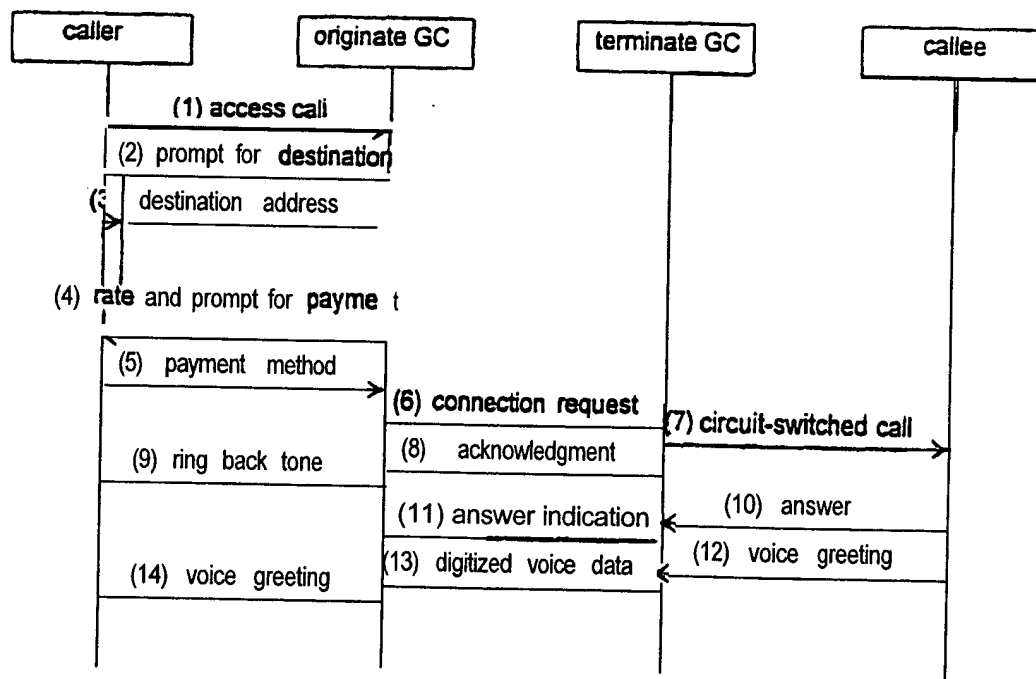 caller
originate GC
terminate GC
callee
(1) access call
(2) prompt for destination
(3
destination address
(4) rate and prompt for payme t
(5) payment method
(6) connection request
(7) circuit-switched call
(8) acknowledgment
(9) ring back tone
(10) answer
(11) answer indication
(12) voice greeting
(13) digitized voice data
(14) voice greeting